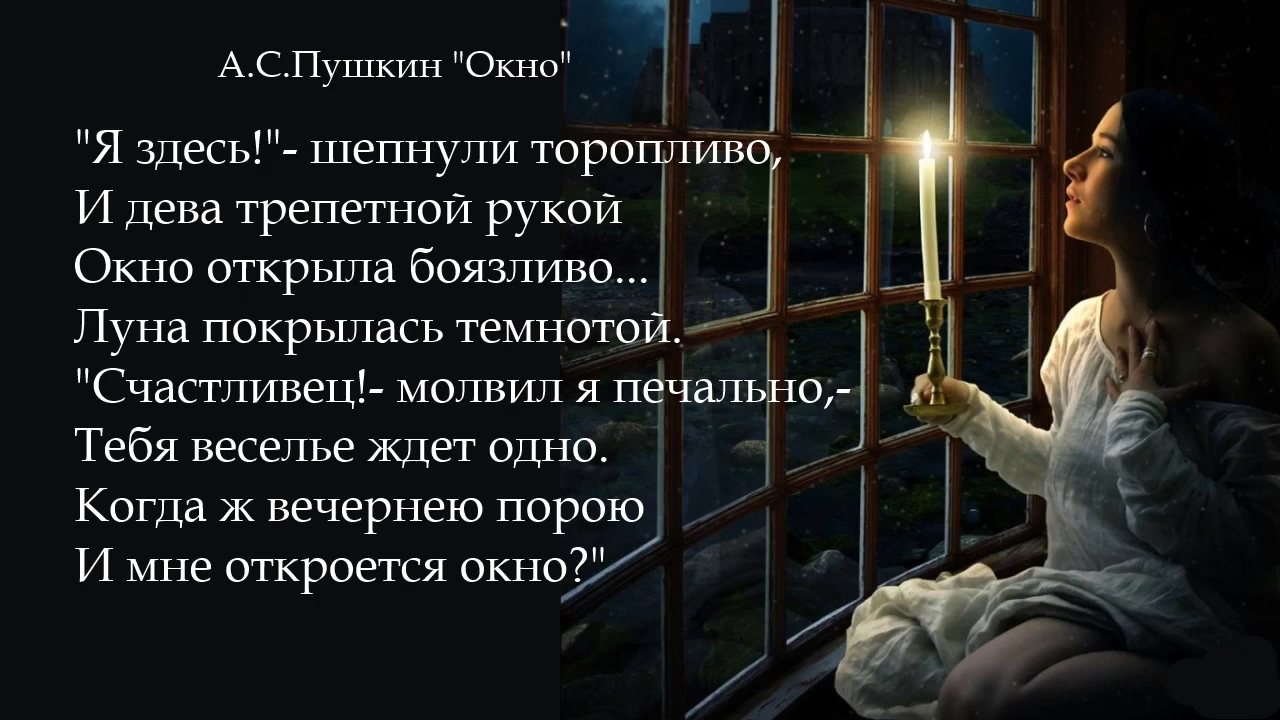 А.С.Пушкин "Окно"
"Я здесь!"- шепнули торопливо,
И дева трепетной рукой
Окно открыла боязливо...
Луна покрылась темнотой.
"Счастливец!- молвил я печально,-
Тебя веселье ждет одно.
Когда ж вечернею порою
И мне откроется окно?"